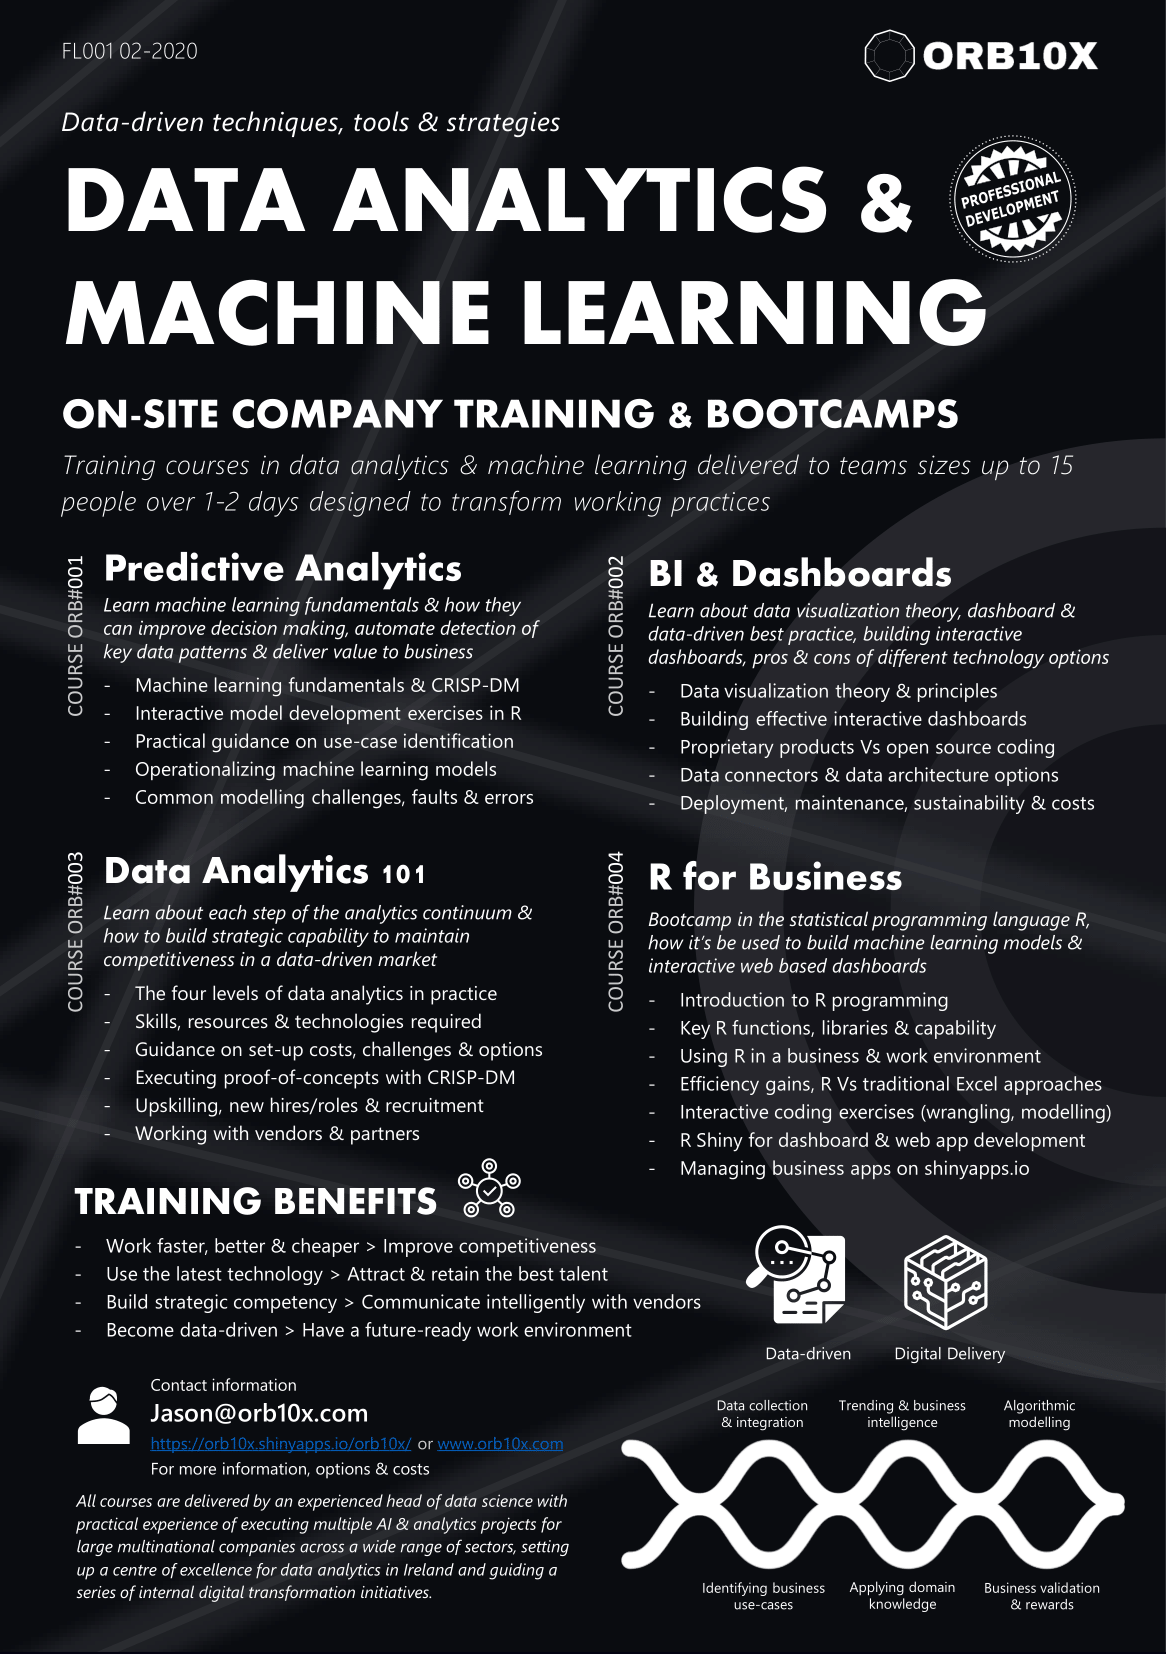 FL001 02-2020
ORB10X
Data-driven techniques, tools & strategies
DATA ANALYTICS &
PROFESSIONAL
DEVELOPMENT
MACHINE LEARNING
ON-SITE COMPANY TRAINING & BOOTCAMPS
Training courses in data analytics & machine learning delivered to teams sizes up to 15
people over 1-2 days designed to transform working practices
COURSE ORB#001
Predictive Analytics
Learn machine learning fundamentals & how they
can improve decision making, automate detection of
key data patterns & deliver value to business
- Machine learning fundamentals & CRISP-DM
- Interactive model development exercises in R
- Practical guidance on use-case identification
- Operationalizing machine learning models
- Common modelling challenges, faults & errors
COURSE ORB#002
BI & Dashboards
Learn about data visualization theory, dashboard &
data-driven best practice, building interactive
dashboards, pros & cons of different technology options
- Data visualization theory & principles
- Building effective interactive dashboards
- Proprietary products Vs open source coding
- Data connectors & data architecture options
- Deployment, maintenance, sustainability & costs
COURSE ORB#003
Data Analytics 101
Learn about each step of the analytics continuum &
how to build strategic capability to maintain
competitiveness in a data-driven market
- The four levels of data analytics in practice
- Skills, resources & technologies required
- Guidance on set-up costs, challenges & options
- Executing proof-of-concepts with CRISP-DM
- Upskilling, new hires/roles & recruitment
- Working with vendors & partners
COURSE ORB#004
R for Business
Bootcamp in the statistical programming language R,
how it's be used to build machine learning models &
interactive web based dashboards
- Introduction to R programming
- Key R functions, libraries & capability
- Using R in a business & work environment
- Efficiency gains, R Vs traditional Excel approaches
- Interactive coding exercises (wrangling, modelling)
- R Shiny for dashboard & web app development
- Managing business apps on shinyapps.io
TRAINING BENEFITS
- Work faster, better & cheaper > Improve competitiveness
- Use the latest technology > Attract & retain the best talent
- Build strategic competency > Communicate intelligently with vendors
- Become data-driven > Have a future-ready work environment
Data-driven
Digital Delivery
Contact information
Jason@orb10x.com
https://orb10x.shinyapps.io/orb10x/ or www.orb10x.com
For more information, options & costs
All courses are delivered by an experienced head of data science with
practical experience of executing multiple AI & analytics projects for
large multinational companies across a wide range of sectors, setting
up a centre of excellence for data analytics in Ireland and guiding a
series of internal digital transformation initiatives.
Data collection
& integration
Trending & business
intelligence
Algorithmic
modelling
Identifying business
use-cases
Applying domain
knowledge
Business validation
& rewards